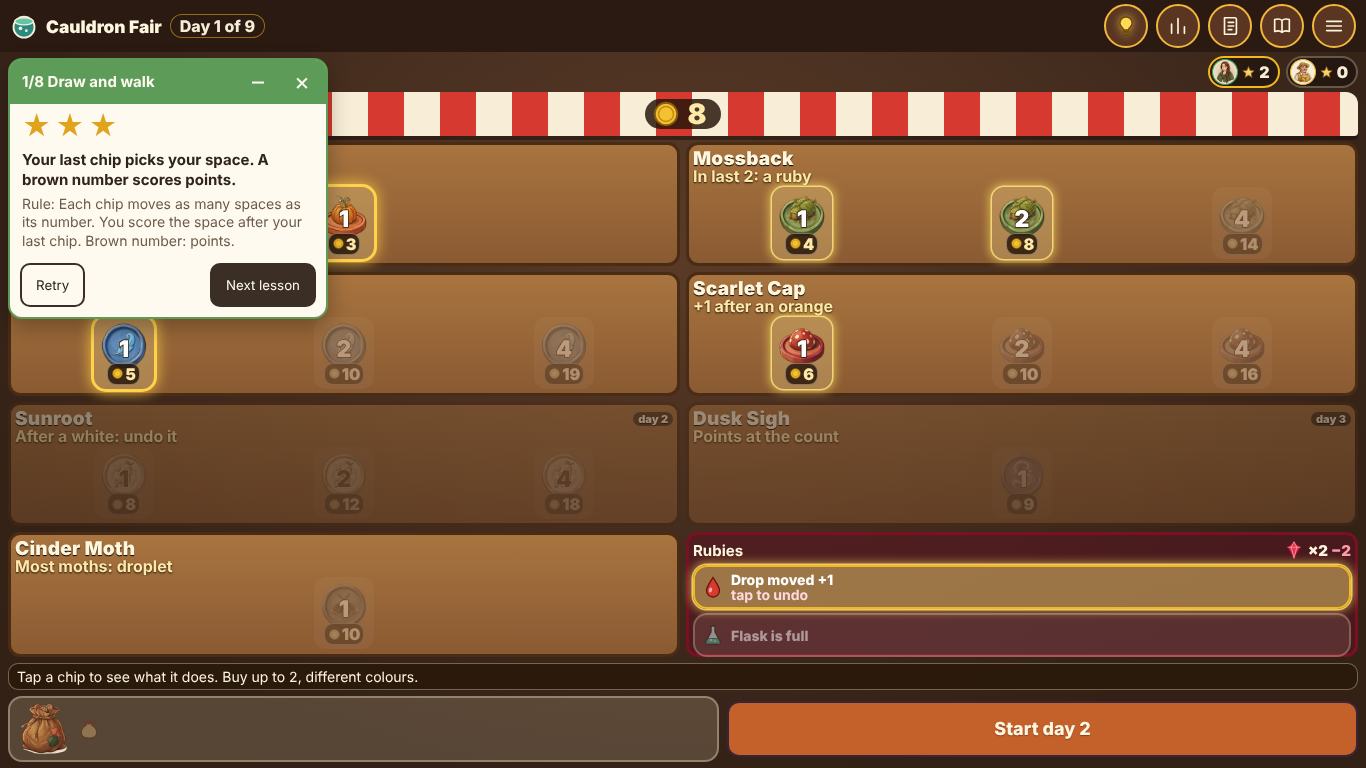 Cauldron Fair
Day 1 of 9
2
0
1/8 Draw and walk
Your last chip picks your space. A
brown number scores points.
Rule: Each chip moves as many spaces as
its number. You score the space after your
last chip. Brown number: points.
Retry
Next lesson
8
1
3
Mossback
In last 2: a ruby
1
4
2
8
4
14
1
5
2
10
4
19
Scarlet Cap
+1 after an orange
1
6
2
10
4
16
Sunroot
day 2
After a white: undo it
1
8
2
12
4
18
Dusk Sigh
day 3
Points at the count
1
9
Cinder Moth
Most moths: droplet
1
10
Rubies
×2 −2
Drop moved +1
tap to undo
Flask is full
Tap a chip to see what it does. Buy up to 2, different colours.
Start day 2